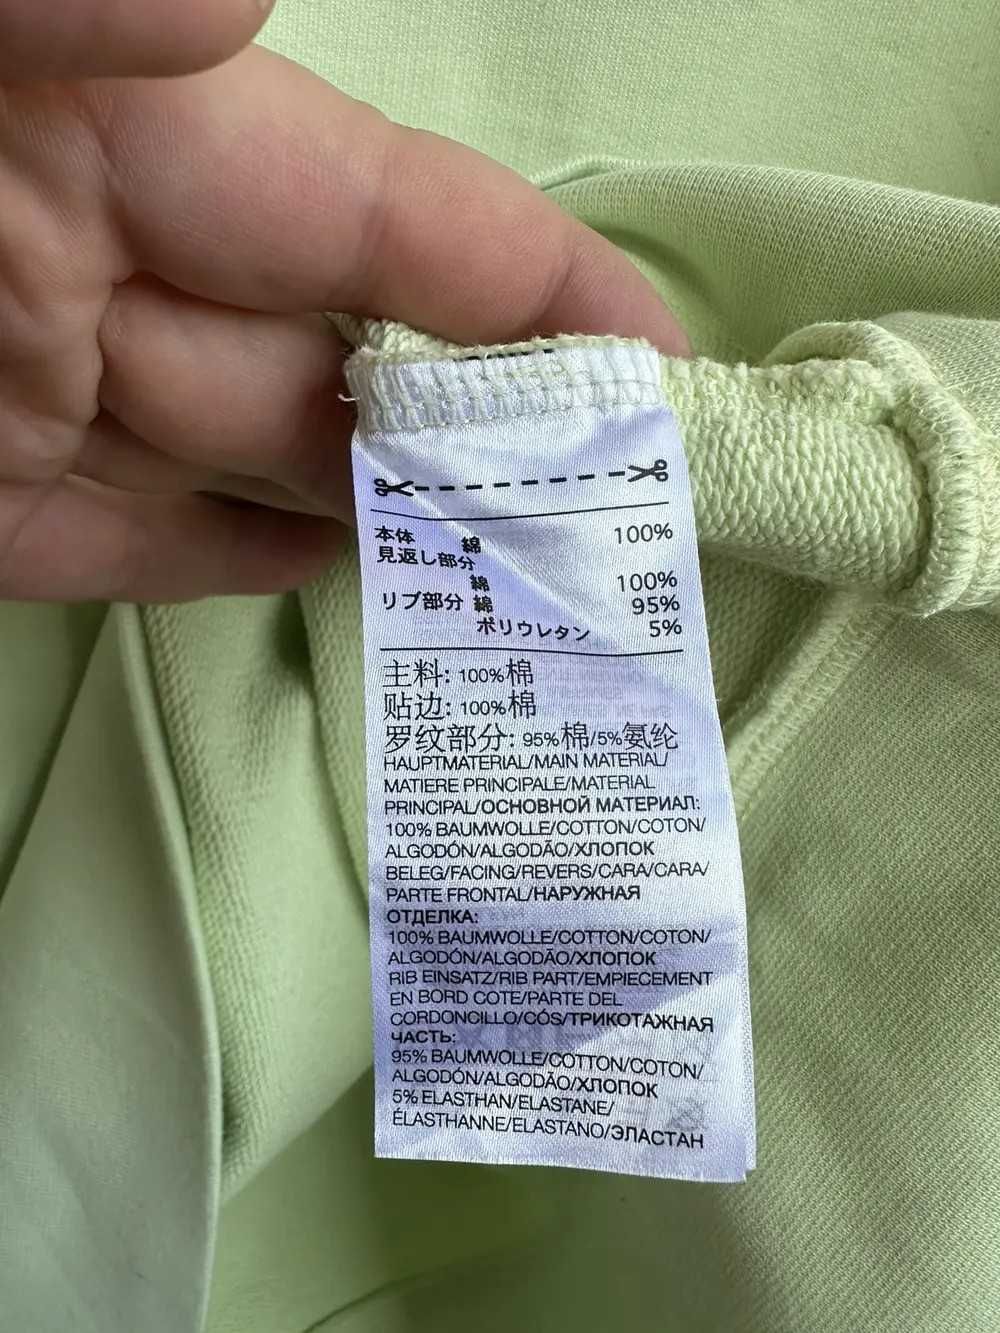 本体 綿 100%
見返し部分
綿 100%
リブ部分 綿 95%
ポリウレタン 5%
主料: 100%棉
贴边: 100%棉
罗纹部分: 95%棉/5%氨纶
HAUPTMATERIAL/MAIN MATERIAL/
MATIERE PRINCIPALE/MATERIAL
PRINCIPAL/ОСНОВНОЙ МАТЕРИАЛ:
100% BAUMWOLLE/COTTON/COTON/
ALGODÓN/ALGODÃO/ХЛОПОК
BELEG/FACING/REVERS/CARA/CARA/
PARTE FRONTAL/НАРУЖНАЯ
ОТДЕЛКА:
100% BAUMWOLLE/COTTON/COTON/
ALGODÓN/ALGODÃO/ХЛОПОК
RIB EINSATZ/RIB PART/EMPIECEMENT
EN BORD COTE/PARTE DEL
CORDONCILLO/CÓS/ТРИКОТАЖНАЯ
ЧАСТЬ:
95% BAUMWOLLE/COTTON/COTON/
ALGODÓN/ALGODÃO/ХЛОПОК
5% ELASTHAN/ELASTANE/
ÉLASTHANNE/ELASTANO/ЭЛАСТАН